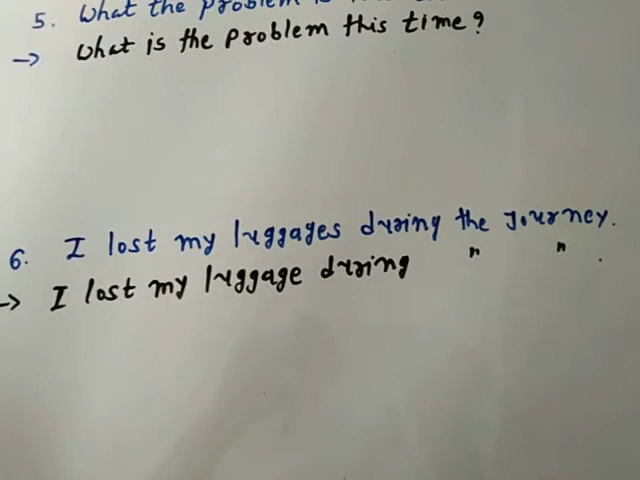 5. What the problem
→ What is the problem this time?
6. I lost my luggages during the journey.
→ I lost my luggage during " " .